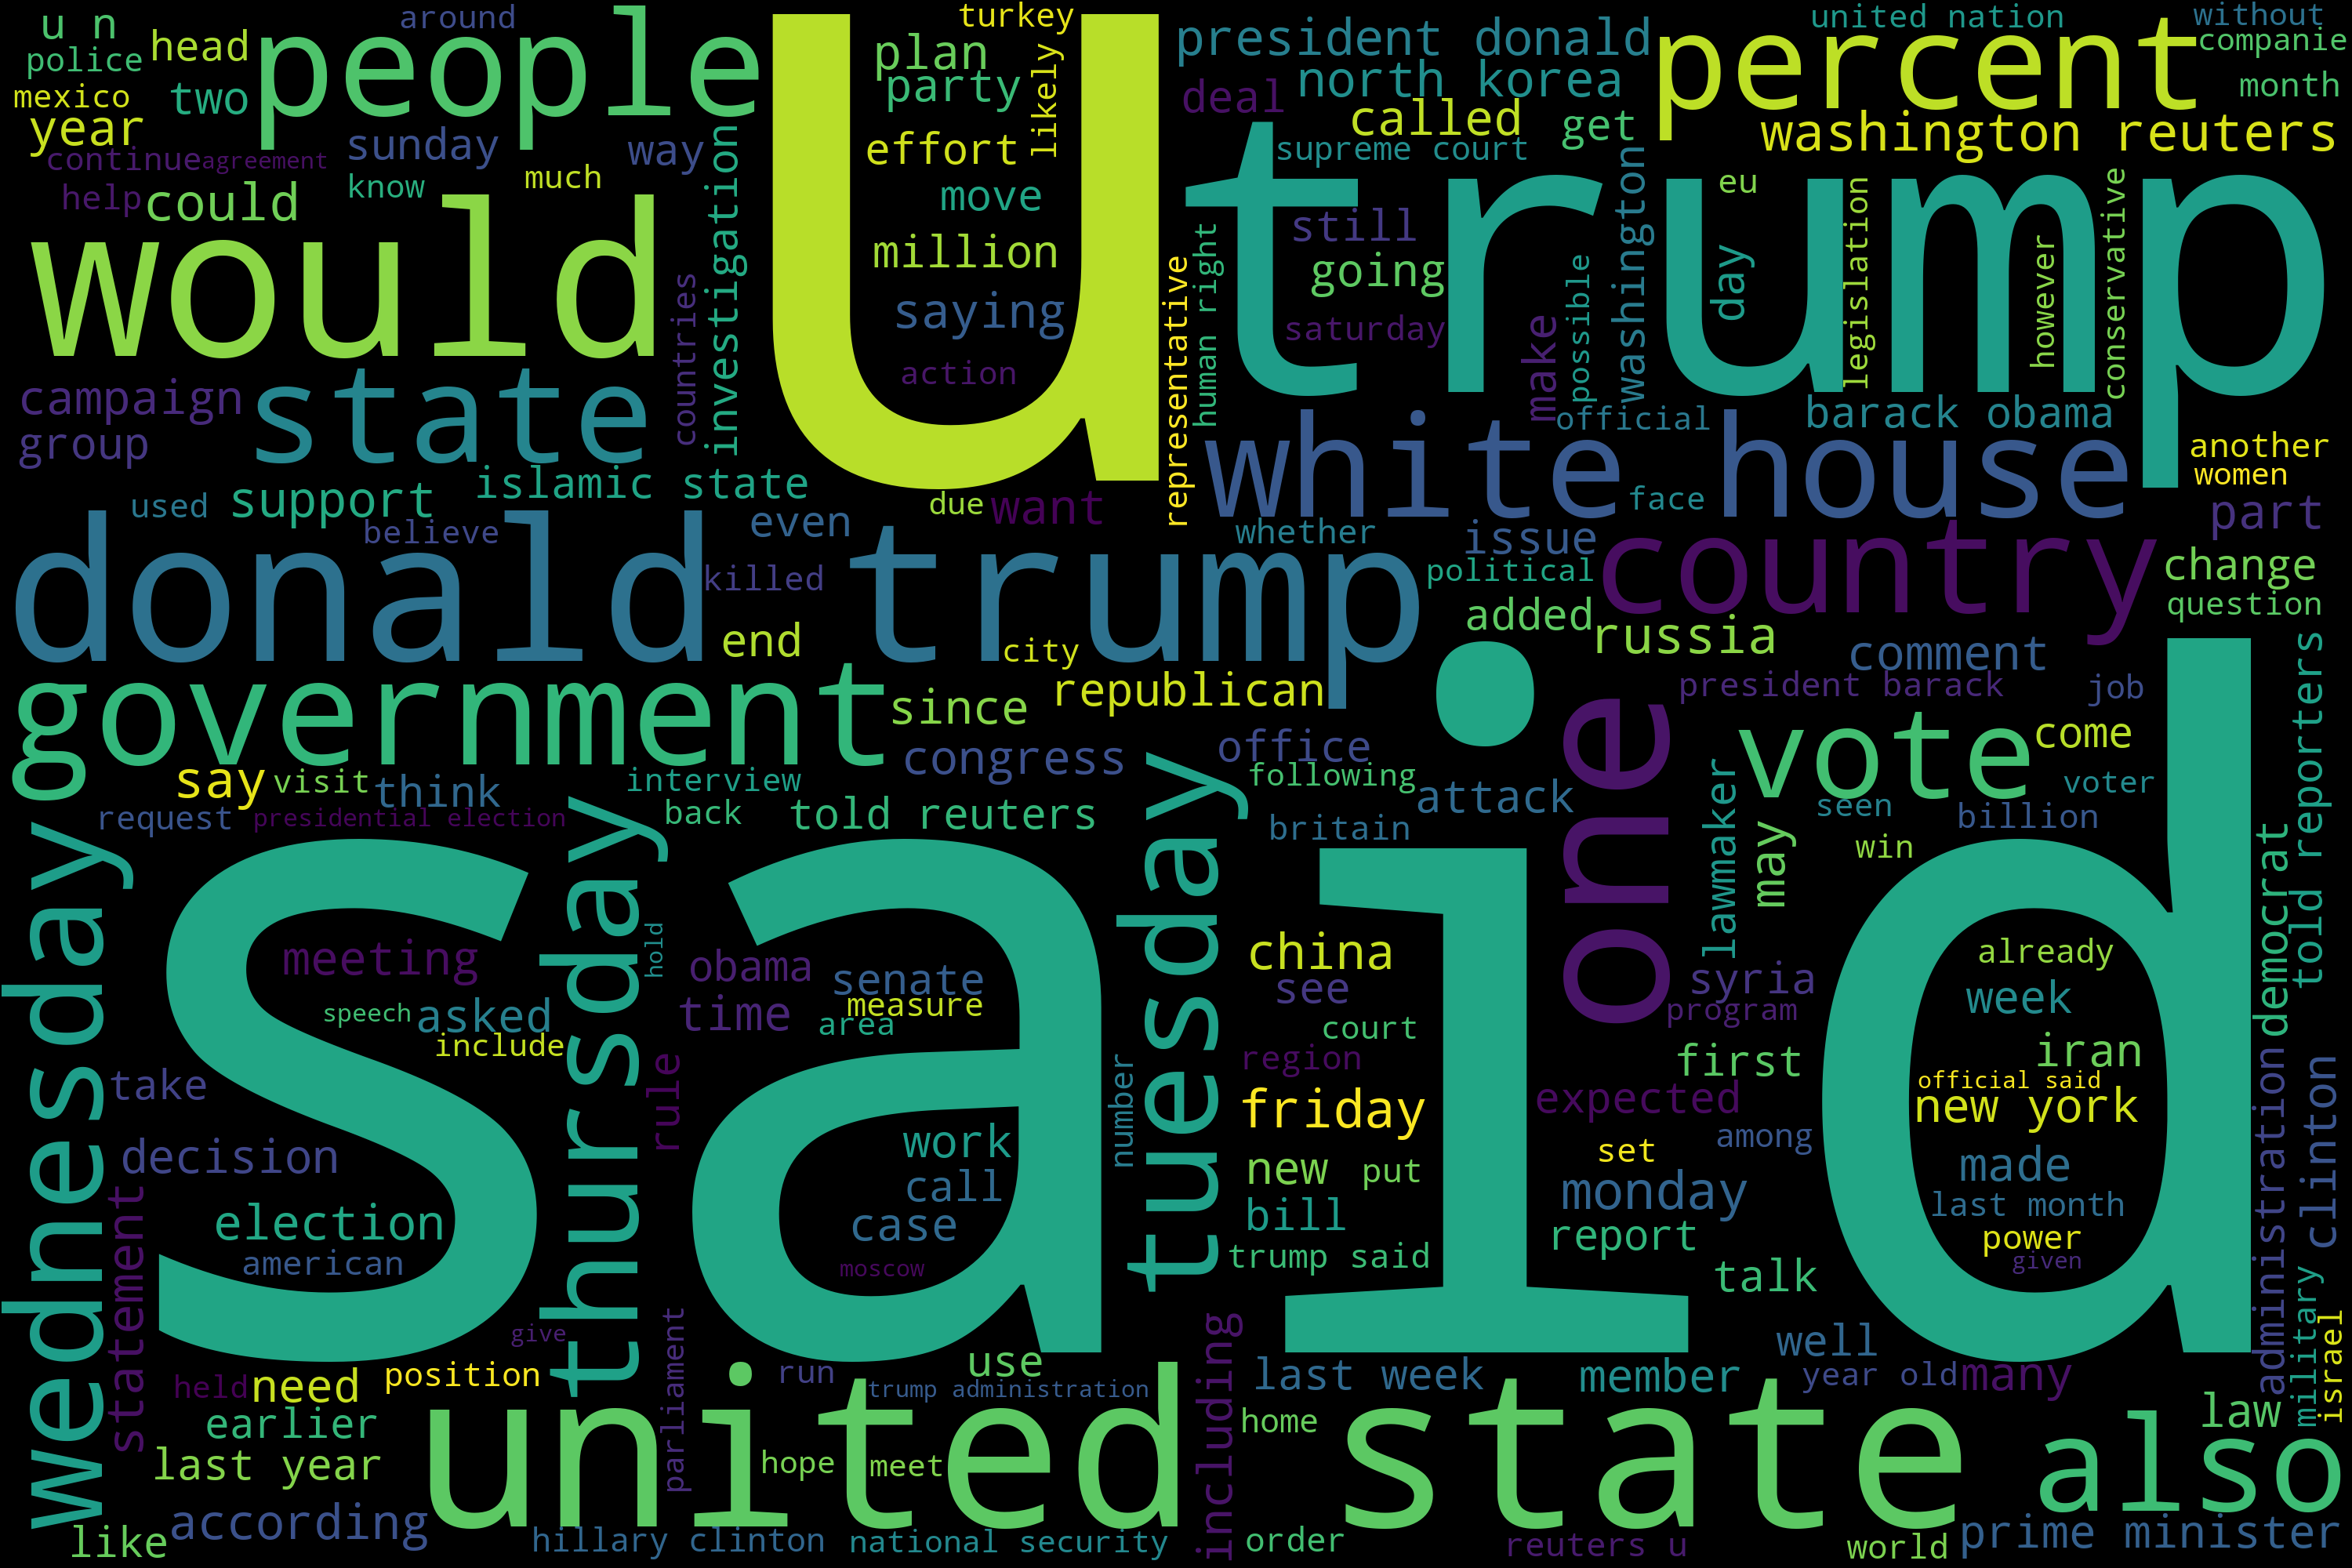 u n
around
turkey
united nation
without
police
head
people
u
plan
president donald
percent
companie
mexico
two
party
likely
deal
north korea
month
year
sunday
way
effort
called
get
washington reuters
continue
agreement
supreme court
help
could
know
much
investigation
move
human right
still
possible
washington
eu
legislation
conservative
would
million
trump
going
day
however
countries
saying
representative
saturday
make
action
campaign
state
official
barack obama
group
white house
another
women
used
support
islamic state
due
want
face
part
believe
even
whether
issue
country
donald trump
killed
political
change
question
end
city
added
russia
comment
told reporters
government
since
republican
president barack
job
say
visit
think
interview
congress
office
one
vote
come
request
presidential election
back
told reuters
following
attack
lawmaker
may
seen
voter
britain
billion
win
democrat
wednesday
said
thursday
tuesday
meeting
hold
obama
senate
china
syria
already
speech
asked
time
measure
see
program
week
include
area
court
take
rule
number
region
first
iran
friday
expected
official said
new york
decision
work
among
administration
clinton
statement
call
new
put
set
monday
made
election
case
bill
last month
american
moscow
trump said
report
power
given
talk
military
israel
give
parliament
including
well
held
need
position
run
use
trump administration
last week
member
year old
many
earlier
united state
home
law
also
last year
hope
meet
according
like
hillary clinton
national security
order
reuters u
world
prime minister